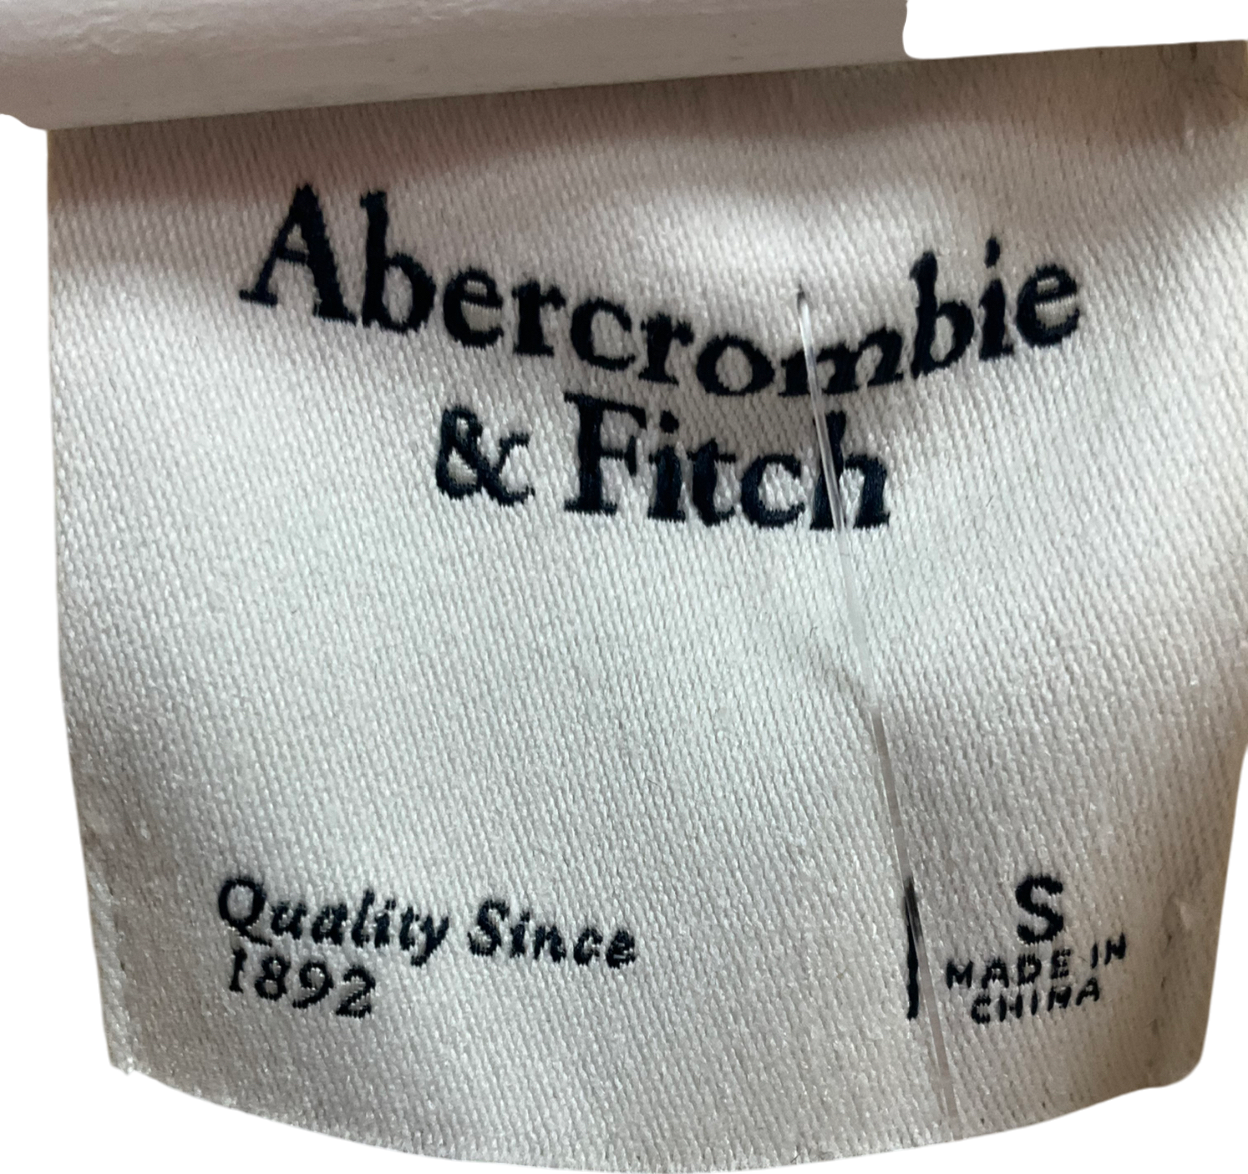 Abercrombie
& Fitch
Quality Since
1892
S
MADE IN
CHINA